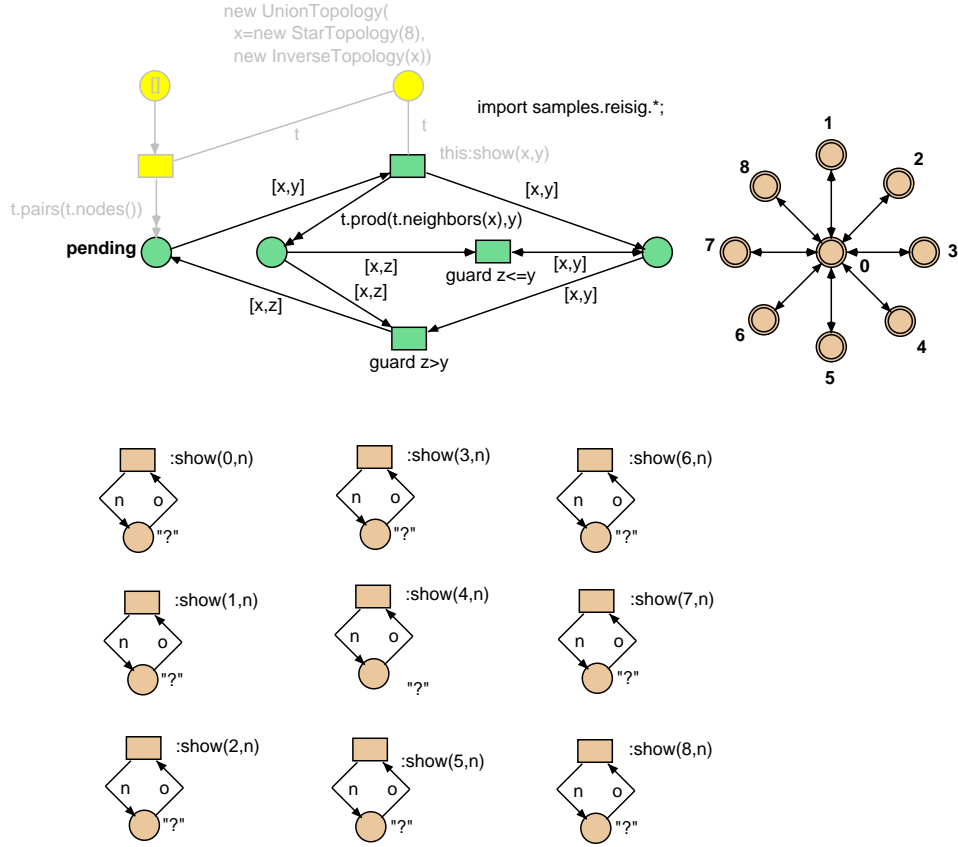 new UnionTopology(
x=new StarTopology(8),
new InverseTopology(x))
[]
import samples.reisig.*;
t
t
this:show(x,y)
[x,y]
[x,y]
t.pairs(t.nodes())
t.prod(t.neighbors(x),y)
pending
[x,z]
[x,y]
guard z<=y
[x,z]
[x,y]
[x,z]
guard z>y
1
2
8
7
3
0
6
4
5
:show(0,n)
:show(3,n)
:show(6,n)
n o
n o
n o
"?"
"?"
"?"
:show(1,n)
:show(4,n)
:show(7,n)
n o
n o
n o
"?"
"?"
"?"
:show(2,n)
:show(5,n)
:show(8,n)
n o
n o
n o
"?"
"?"
"?"